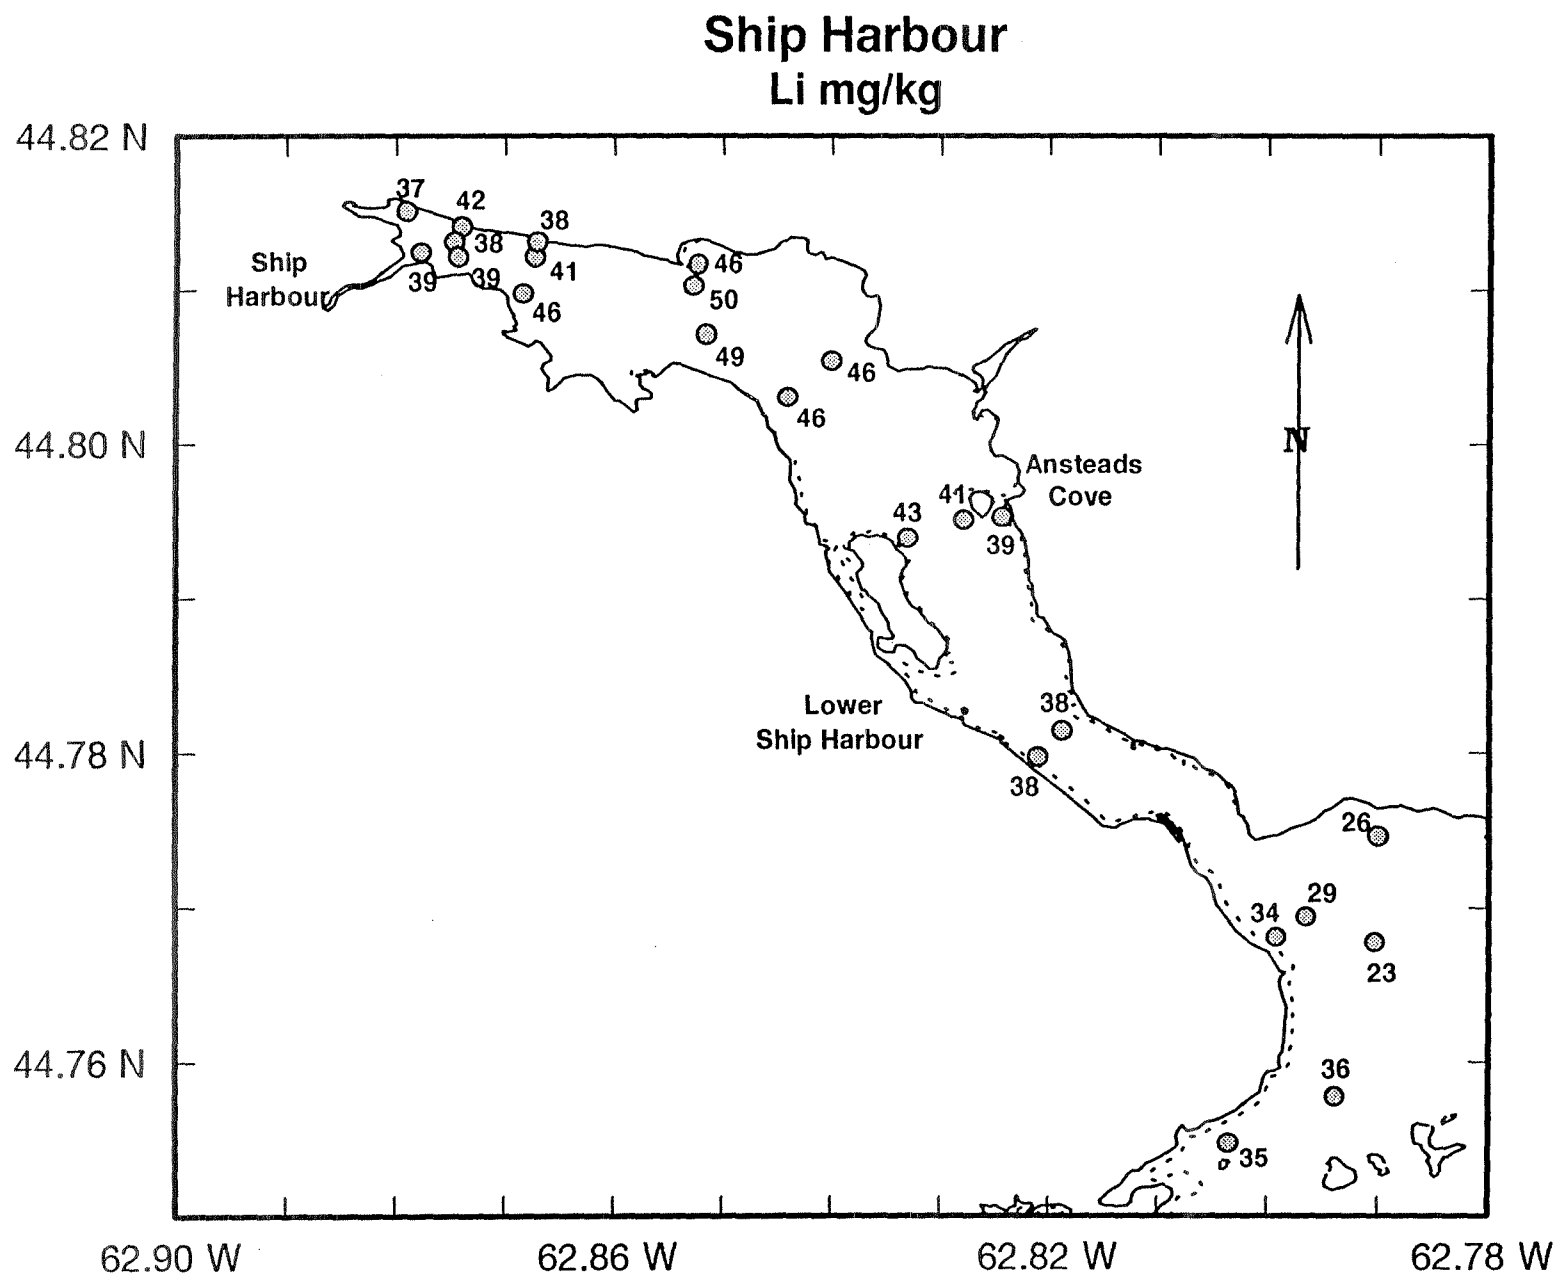 Ship Harbour
Li mg/kg
44.82 N
37
42
38
38
Ship
Harbour
39
39
41
46
46
50
49
46
46
44.80 N
N
Ansteads
Cove
41
43
39
Lower
Ship Harbour
38
38
44.78 N
26
29
34
23
44.76 N
36
35
62.90 W
62.86 W
62.82 W
62.78 W